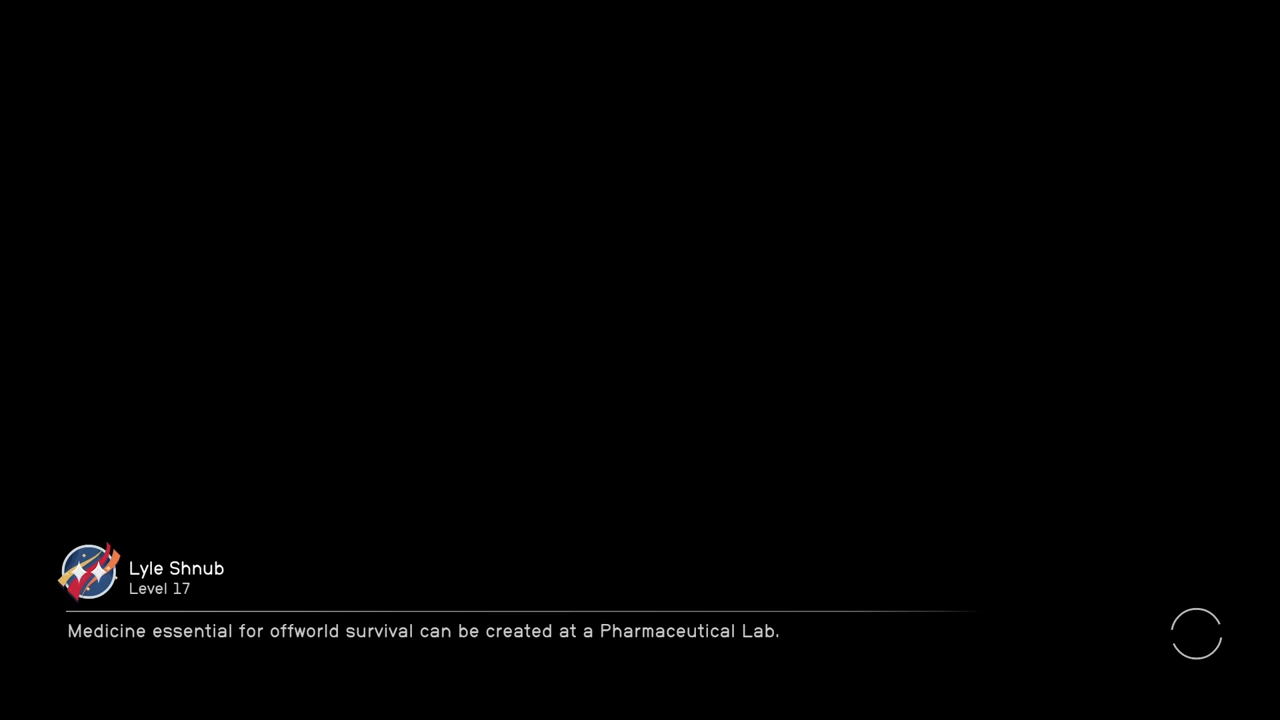 Lyle Shnub
Level 17
Medicine essential for offworld survival can be created at a Pharmaceutical Lab.